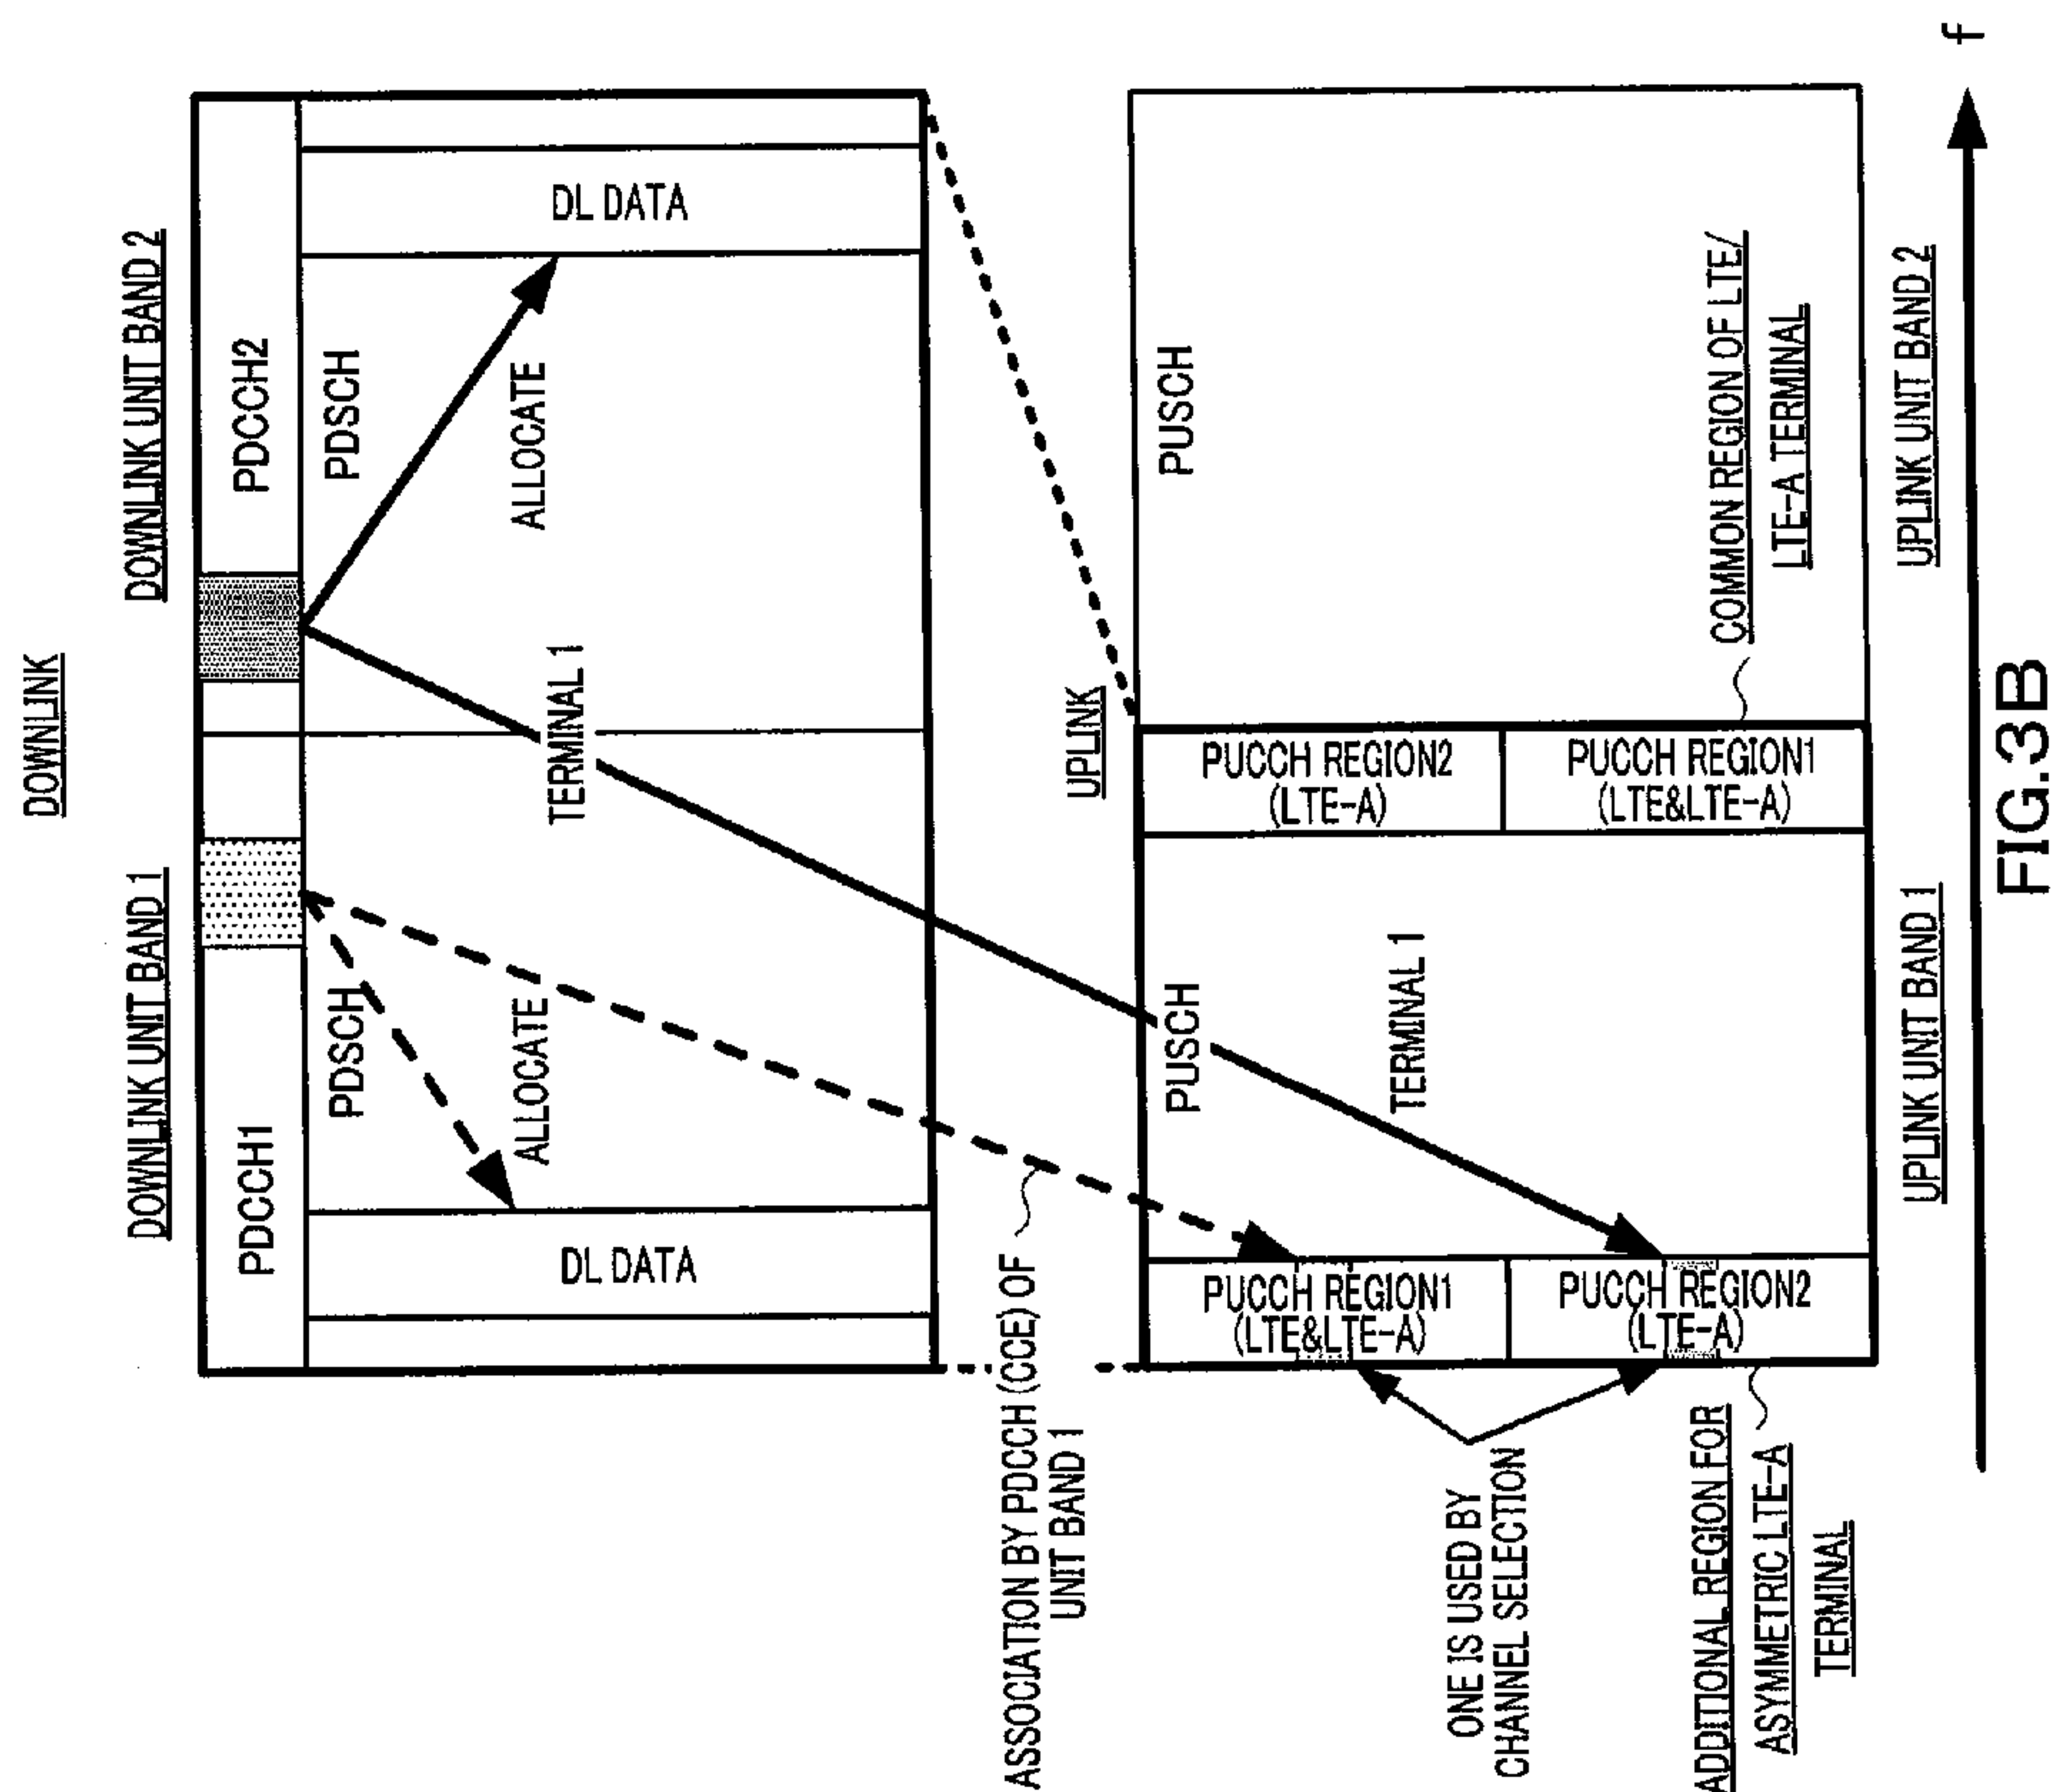 DOWNLINK
DOWNLINK UNIT BAND 1
DOWNLINK UNIT BAND 2
PDCCH1
PDCCH2
PDSCH
PDSCH
ALLOCATE
ALLOCATE
DL DATA
TERMINAL 1
DL DATA
ASSOCIATION BY PDCCH (CCE) OF
UNIT BAND 1
UPLINK
PUSCH
PUSCH
PUCCH REGION1
(LTE&LTE-A)
PUCCH REGION2
(LTE-A)
TERMINAL 1
ONE IS USED BY
CHANNEL SELECTION
PUCCH REGION2
(LTE-A)
PUCCH REGION1
(LTE&LTE-A)
ADDITIONAL REGION FOR
ASYMMETRIC LTE-A
TERMINAL
COMMON REGION OF LTE/
LTE-A TERMINAL
UPLINK UNIT BAND 1
UPLINK UNIT BAND 2
f
FIG.3B